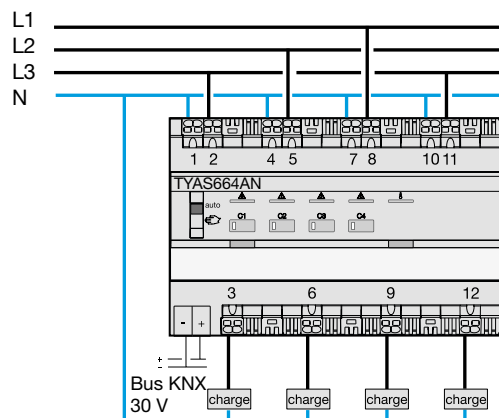 L1
L2
L3
N
1 2 4 5 7 8 10 11
TYAS664AN
auto
C1 C2 C3 C4
3 6 9 12
- +
- +
Bus KNX
30 V
charge charge charge charge